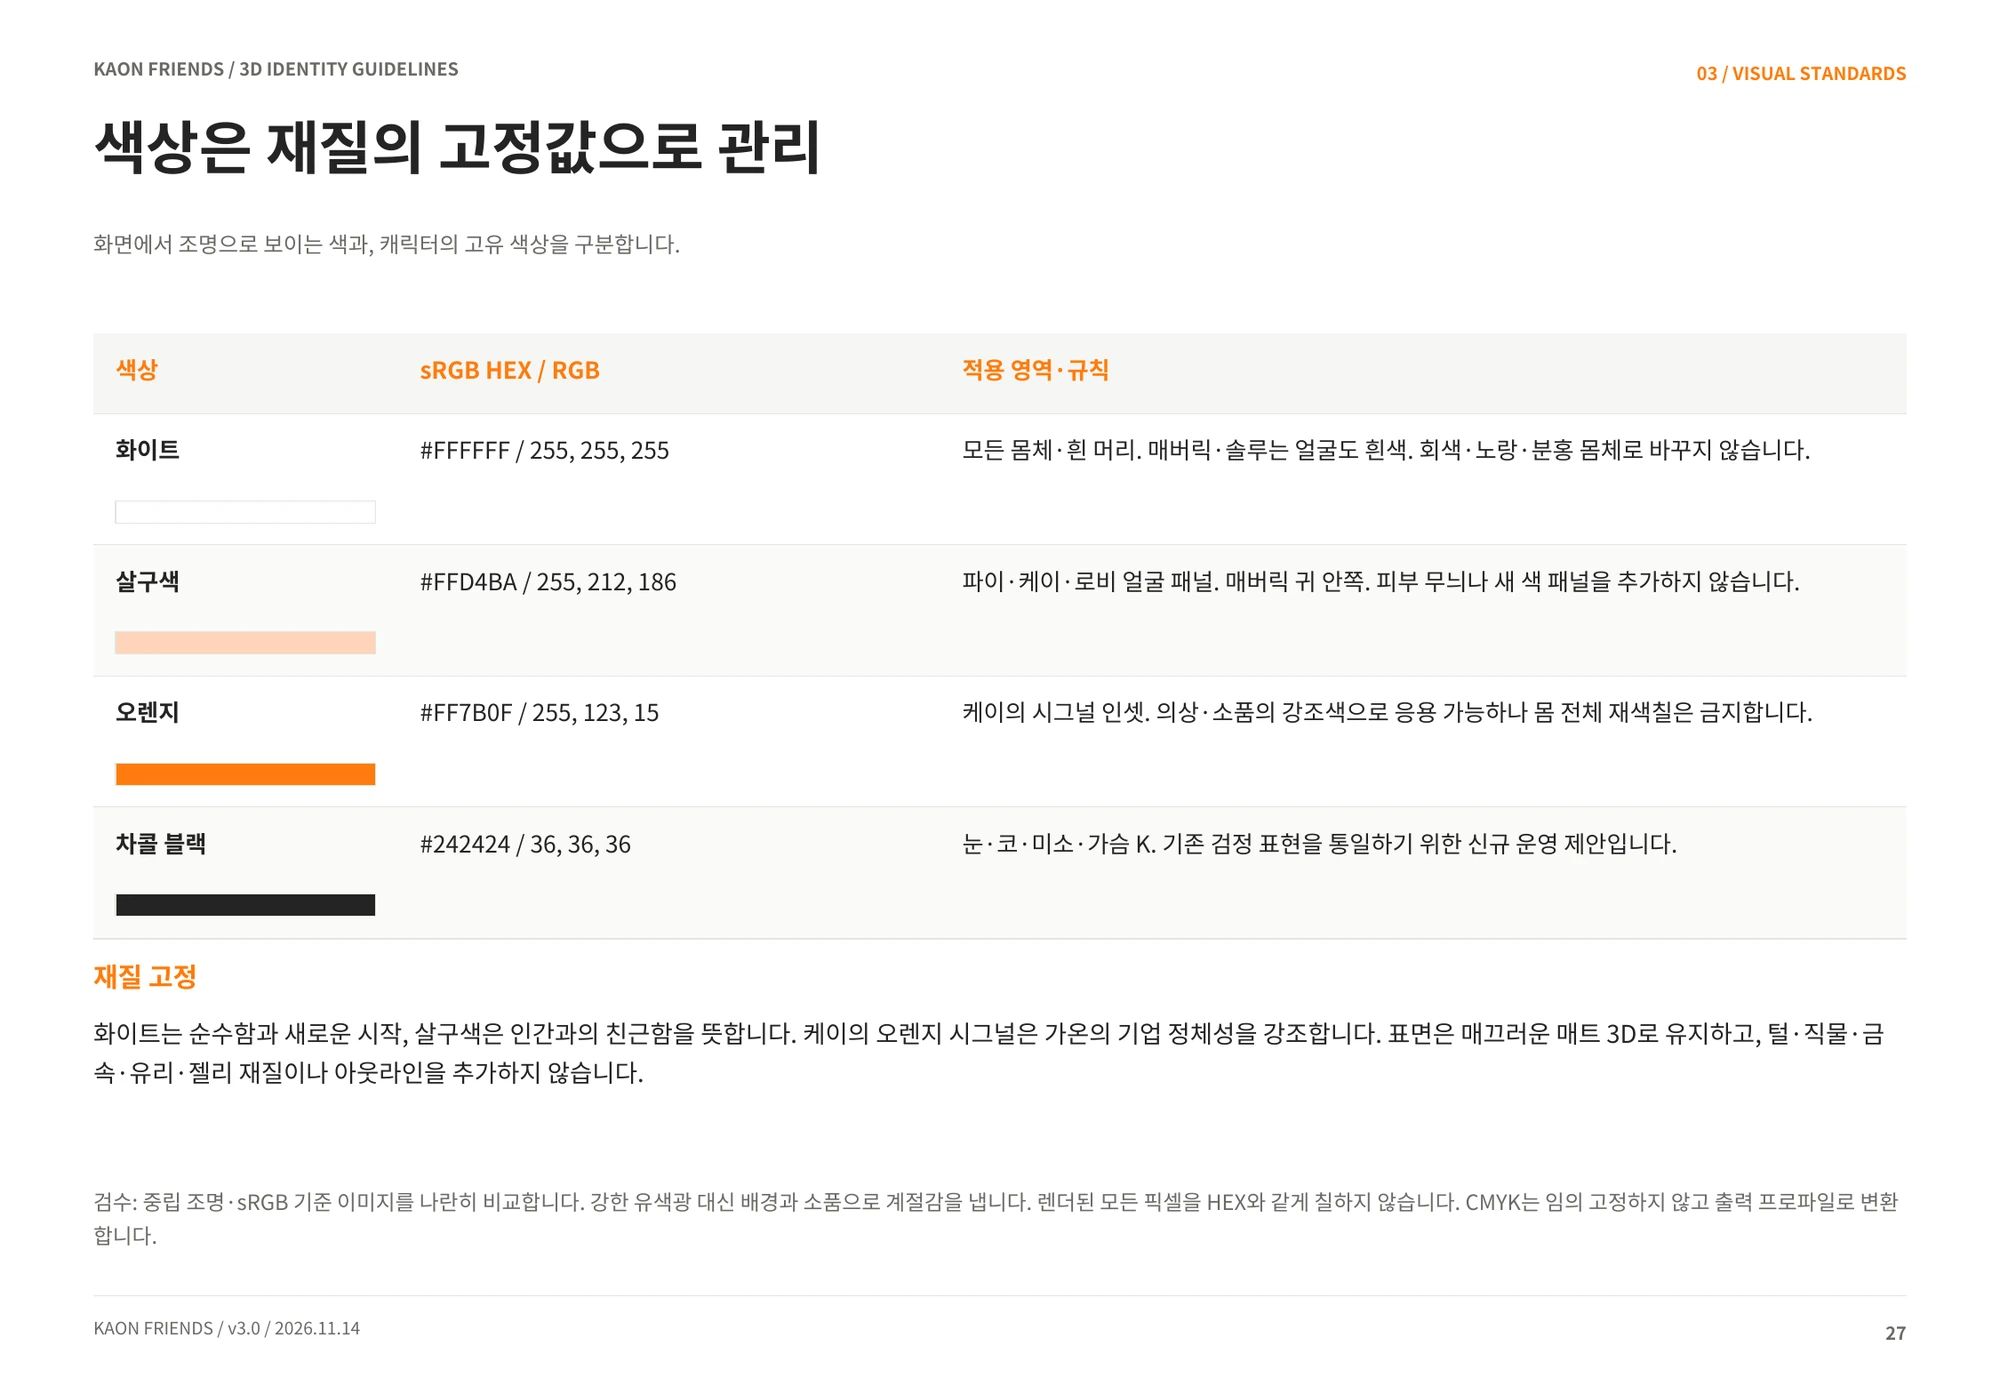 KAON FRIENDS / 3D IDENTITY GUIDELINES
03 / VISUAL STANDARDS
색상은 재질의 고정값으로 관리
화면에서 조명으로 보이는 색과, 캐릭터의 고유 색상을 구분합니다.
색상 sRGB HEX / RGB 적용 영역·규칙
화이트 #FFFFFF / 255, 255, 255 모든 몸체·흰 머리. 매버릭·솔루는 얼굴도 흰색. 회색·노랑·분홍 몸체로 바꾸지 않습니다.
살구색 #FFD4BA / 255, 212, 186 파이·케이·로비 얼굴 패널. 매버릭 귀 안쪽. 피부 무늬나 새 색 패널을 추가하지 않습니다.
오렌지 #FF7B0F / 255, 123, 15 케이의 시그널 인셋. 의상·소품의 강조색으로 응용 가능하나 몸 전체 재색칠은 금지합니다.
차콜 블랙 #242424 / 36, 36, 36 눈·코·미소·가슴 K. 기존 검정 표현을 통일하기 위한 신규 운영 제안입니다.
재질 고정
화이트는 순수함과 새로운 시작, 살구색은 인간과의 친근함을 뜻합니다. 케이의 오렌지 시그널은 가온의 기업 정체성을 강조합니다. 표면은 매끄러운 매트 3D로 유지하고, 털·직물·금
속·유리·젤리 재질이나 아웃라인을 추가하지 않습니다.
검수: 중립 조명·sRGB 기준 이미지를 나란히 비교합니다. 강한 유색광 대신 배경과 소품으로 계절감을 냅니다. 렌더된 모든 픽셀을 HEX와 같게 칠하지 않습니다. CMYK는 임의 고정하지 않고 출력 프로파일로 변환
합니다.
KAON FRIENDS / v3.0 / 2026.11.14
27